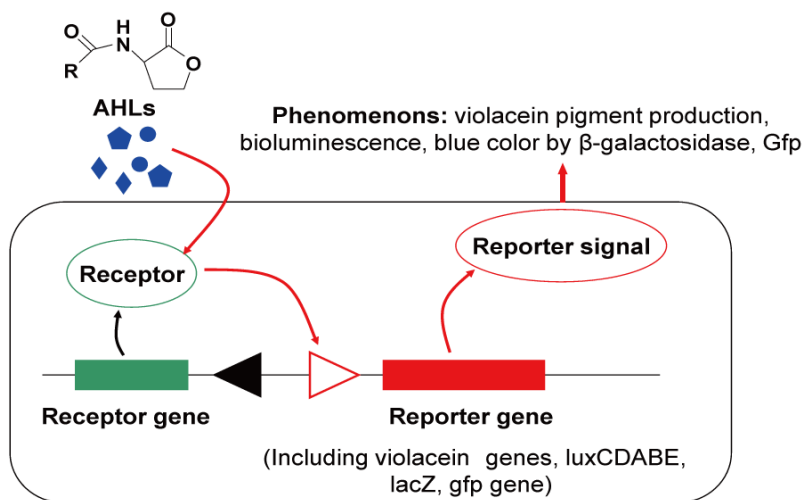 O
H
N
O
O
R
AHLs
Phenomenons: violacein pigment production,
bioluminescence, blue color by β-galactosidase, Gfp
Receptor
Reporter signal
Receptor gene
Reporter gene
(Including violacein genes, luxCDABE,
lacZ, gfp gene)